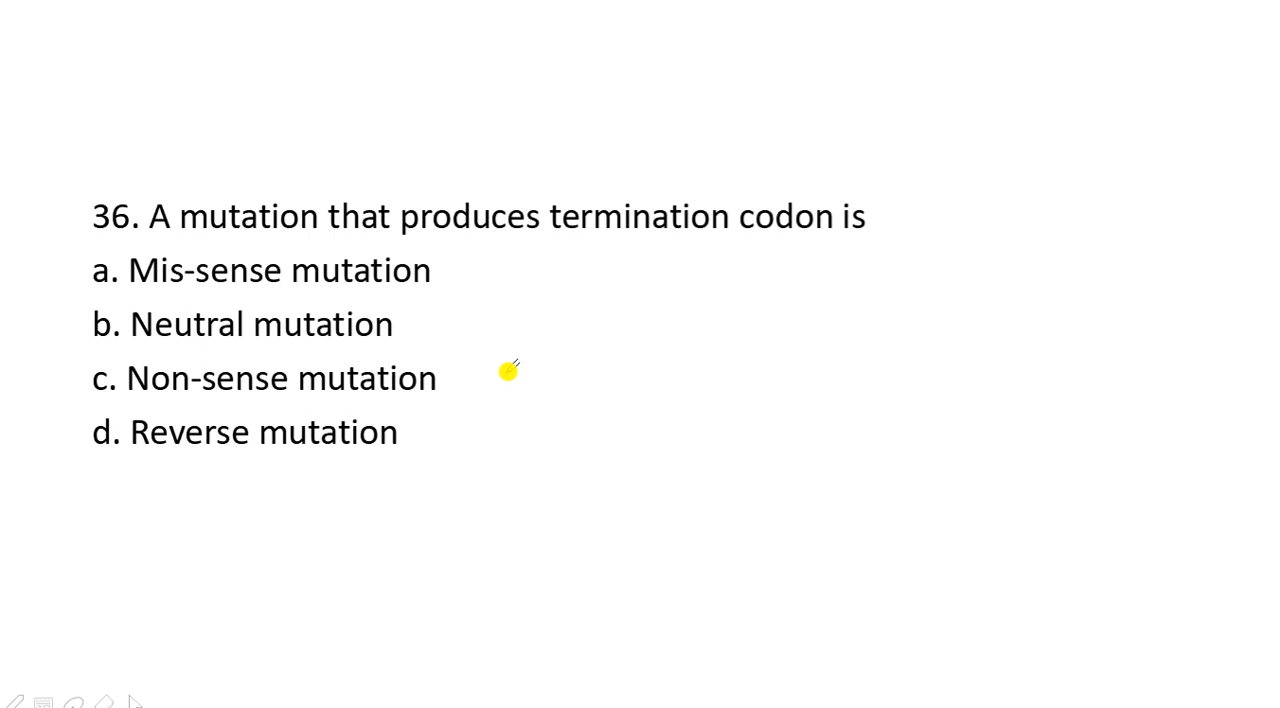 36. A mutation that produces termination codon is
a. Mis-sense mutation
b. Neutral mutation
c. Non-sense mutation
d. Reverse mutation